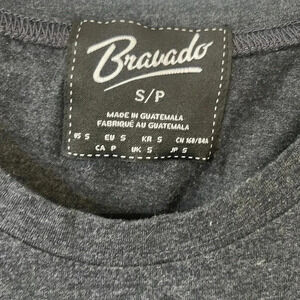 Bravado
S/P
MADE IN GUATEMALA
FABRIQUÉ AU GUATEMALA
US S EU S KR S CN 160/84A
CA P UK S JP S